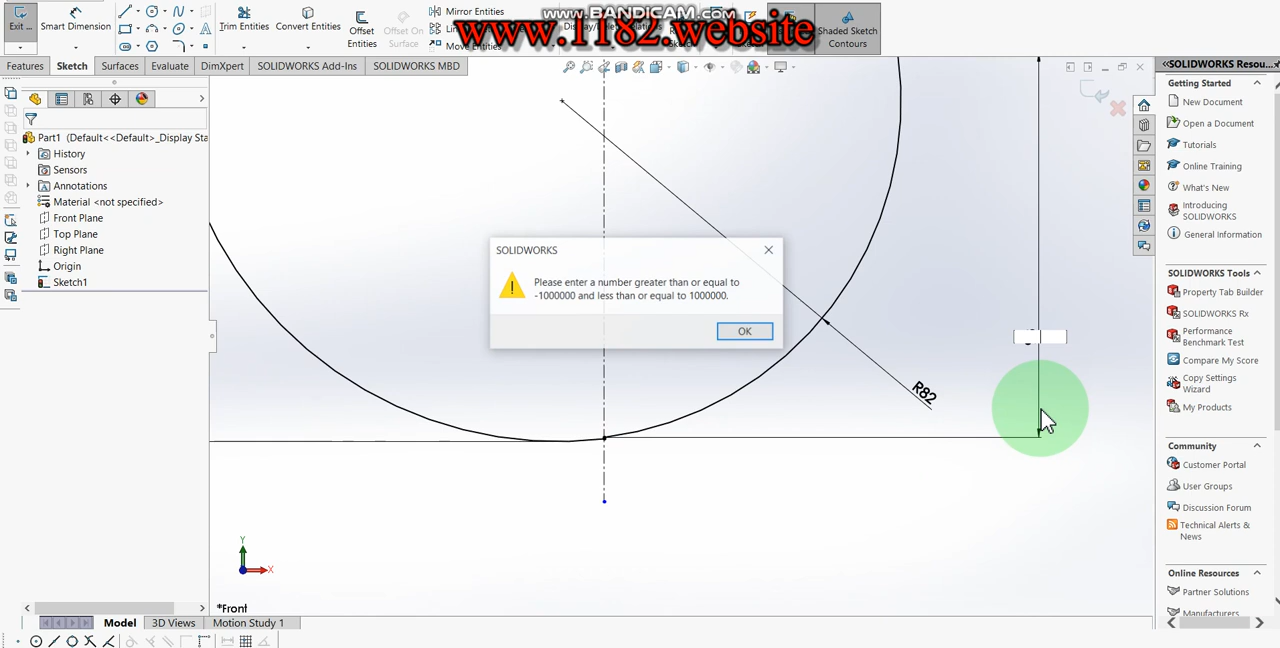 www.BANDICAM.com
www.1182.website
Exit ...
Smart Dimension
Trim Entities
Convert Entities
Offset
Entities
Offset On
Surface
Mirror Entities
Move Entities
Shaded Sketch
Contours
Features
Sketch
Surfaces
Evaluate
DimXpert
SOLIDWORKS Add-Ins
SOLIDWORKS MBD
Part1 (Default<<Default>_Display Sta
History
Sensors
Annotations
Material <not specified>
Front Plane
Top Plane
Right Plane
Origin
Sketch1
SOLIDWORKS
Please enter a number greater than or equal to
-1000000 and less than or equal to 1000000.
OK
R82
Y
X
*Front
Model
3D Views
Motion Study 1
SOLIDWORKS Resou...
Getting Started
New Document
Open a Document
Tutorials
Online Training
What's New
Introducing
SOLIDWORKS
General Information
SOLIDWORKS Tools
Property Tab Builder
SOLIDWORKS Rx
Performance
Benchmark Test
Compare My Score
Copy Settings
Wizard
My Products
Community
Customer Portal
User Groups
Discussion Forum
Technical Alerts &
News
Online Resources
Partner Solutions
Manufacturers